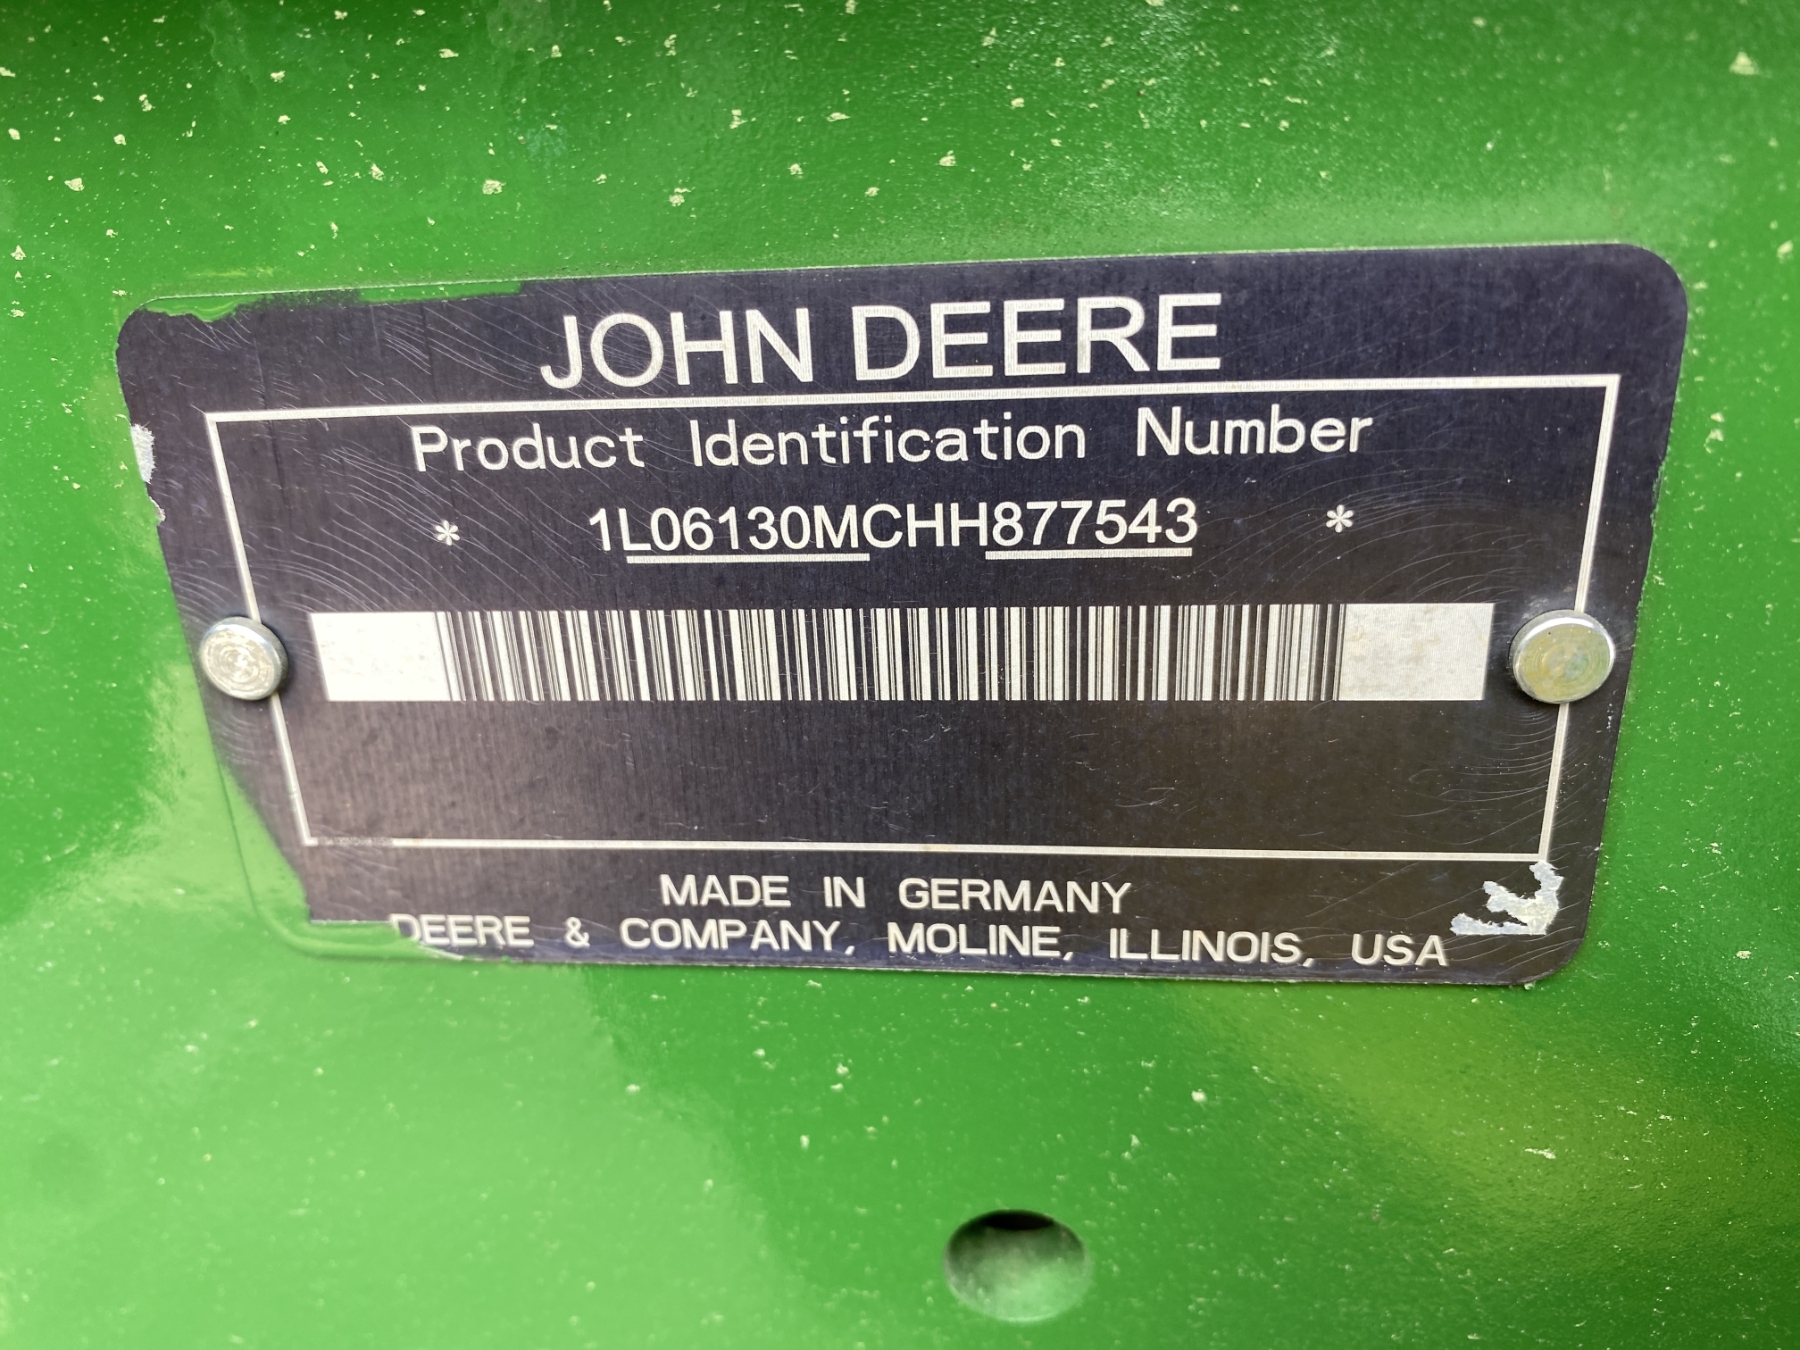 JOHN DEERE
Product Identification Number
* 1L06130MCHH877543 *
MADE IN GERMANY
DEERE & COMPANY, MOLINE, ILLINOIS, USA